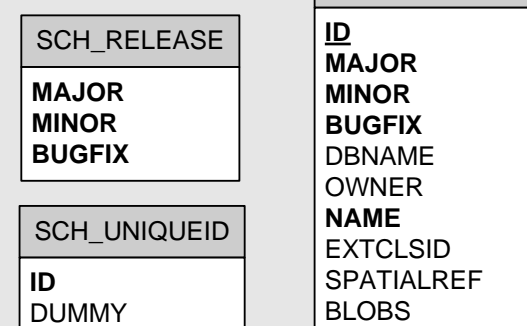 SCH_RELEASE
MAJOR
MINOR
BUGFIX
SCH_UNIQUEID
ID
DUMMY
ID
MAJOR
MINOR
BUGFIX
DBNAME
OWNER
NAME
EXTCLSID
SPATIALREF
BLOBS